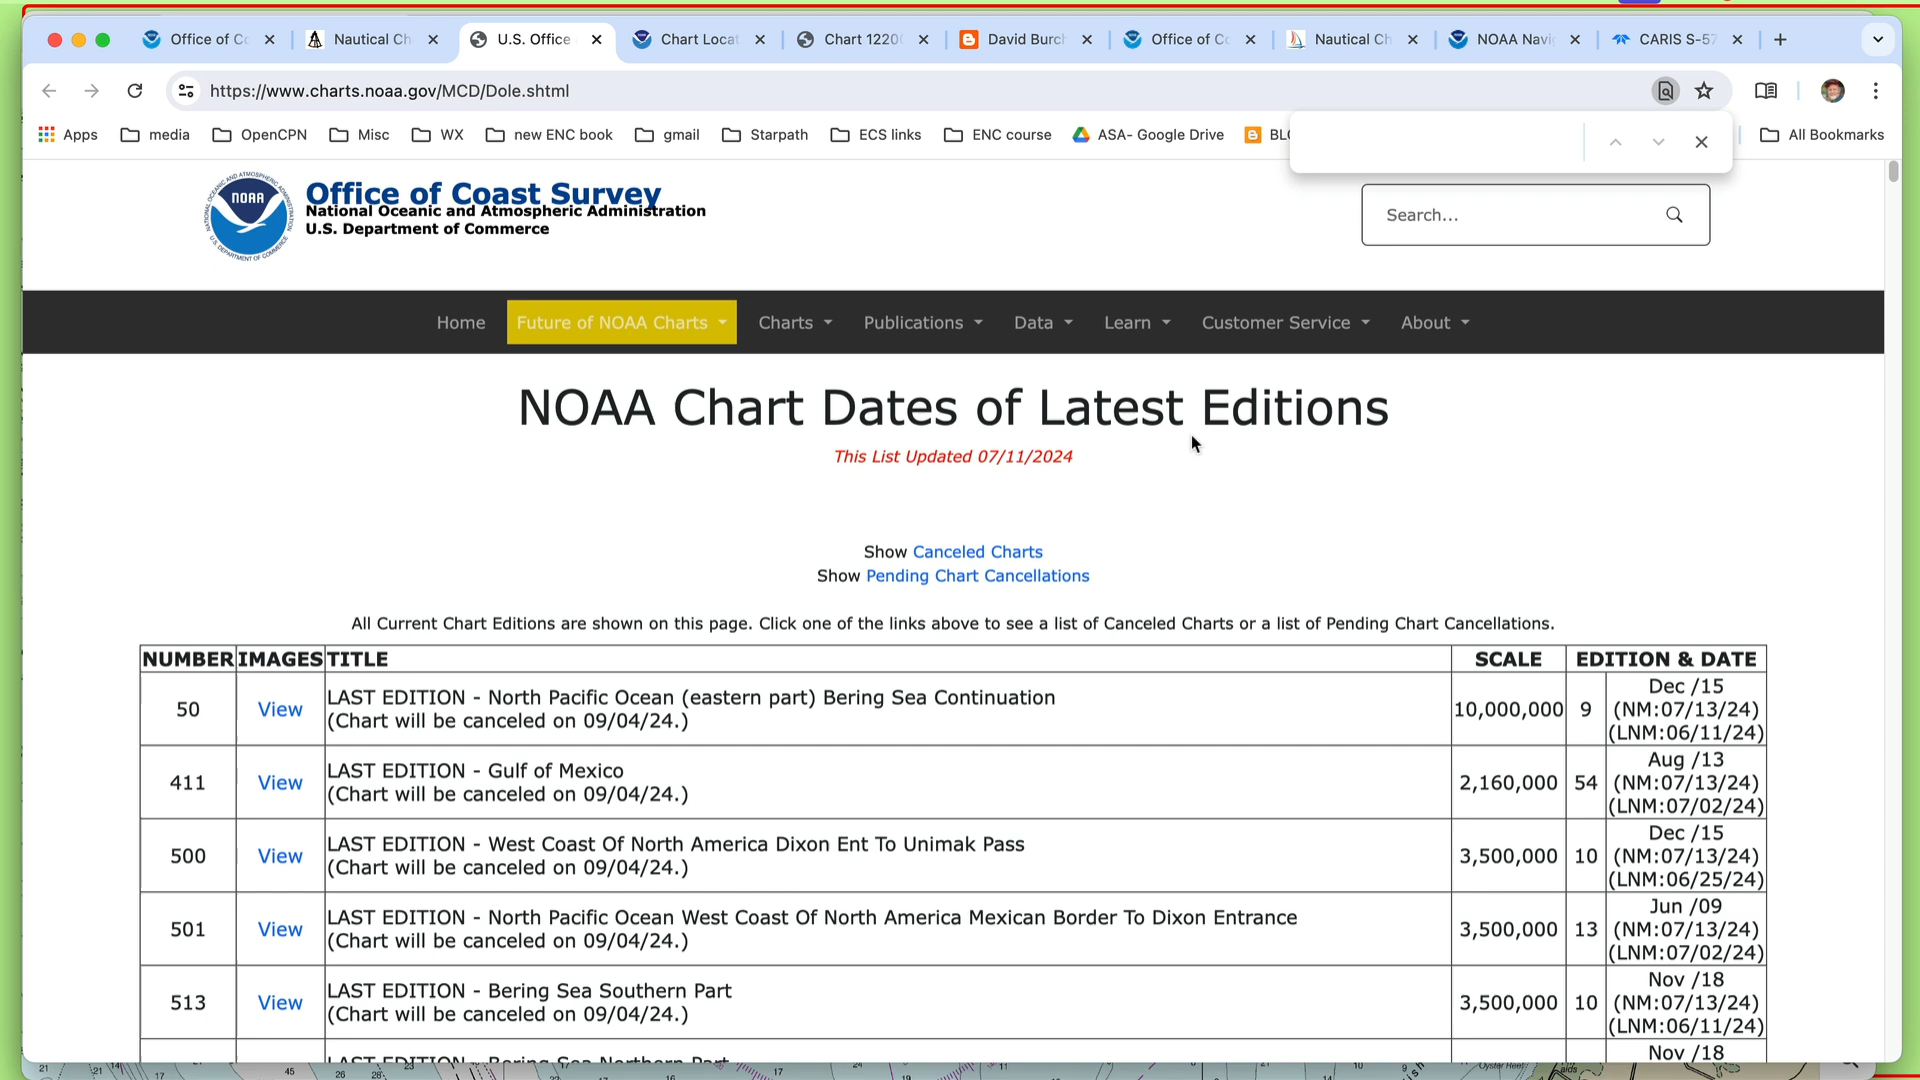 Office of Co
Nautical Ch
U.S. Office
Chart Locat
Chart 1220
David Burch
Office of Co
Nautical Ch
NOAA Navi
CARIS S-57
https://www.charts.noaa.gov/MCD/Dole.shtml
Apps
media
OpenCPN
Misc
WX
new ENC book
gmail
Starpath
ECS links
ENC course
ASA- Google Drive
BL
All Bookmarks
NOAA
Office of Coast Survey
National Oceanic and Atmospheric Administration
U.S. Department of Commerce
Search...
Home
Future of NOAA Charts
Charts
Publications
Data
Learn
Customer Service
About
NOAA Chart Dates of Latest Editions
This List Updated 07/11/2024
Show Canceled Charts
Show Pending Chart Cancellations
All Current Chart Editions are shown on this page. Click one of the links above to see a list of Canceled Charts or a list of Pending Chart Cancellations.
NUMBER IMAGES TITLE SCALE EDITION & DATE
50 View LAST EDITION - North Pacific Ocean (eastern part) Bering Sea Continuation
(Chart will be canceled on 09/04/24.)
10,000,000 9 Dec /15
(NM:07/13/24)
(LNM:06/11/24)
411 View LAST EDITION - Gulf of Mexico
(Chart will be canceled on 09/04/24.)
2,160,000 54 Aug /13
(NM:07/13/24)
(LNM:07/02/24)
500 View LAST EDITION - West Coast Of North America Dixon Ent To Unimak Pass
(Chart will be canceled on 09/04/24.)
3,500,000 10 Dec /15
(NM:07/13/24)
(LNM:06/25/24)
501 View LAST EDITION - North Pacific Ocean West Coast Of North America Mexican Border To Dixon Entrance
(Chart will be canceled on 09/04/24.)
3,500,000 13 Jun /09
(NM:07/13/24)
(LNM:07/02/24)
513 View LAST EDITION - Bering Sea Southern Part
(Chart will be canceled on 09/04/24.)
3,500,000 10 Nov /18
(NM:07/13/24)
(LNM:06/11/24)
LAST EDITION - Bering Sea Northern Part
Nov /18